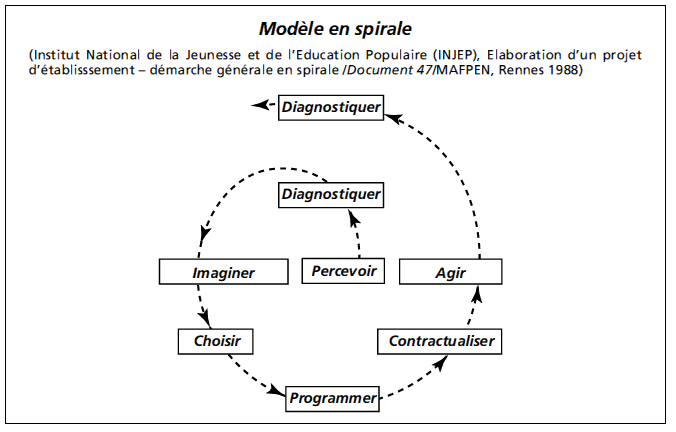 Modèle en spirale
(Institut National de la Jeunesse et de l'Education Populaire (INJEP), Elaboration d'un projet
d'établisssement – démarche générale en spirale /Document 47/MAFPEN, Rennes 1988)
Diagnostiquer
Diagnostiquer
Imaginer
Percevoir
Agir
Choisir
Contractualiser
Programmer